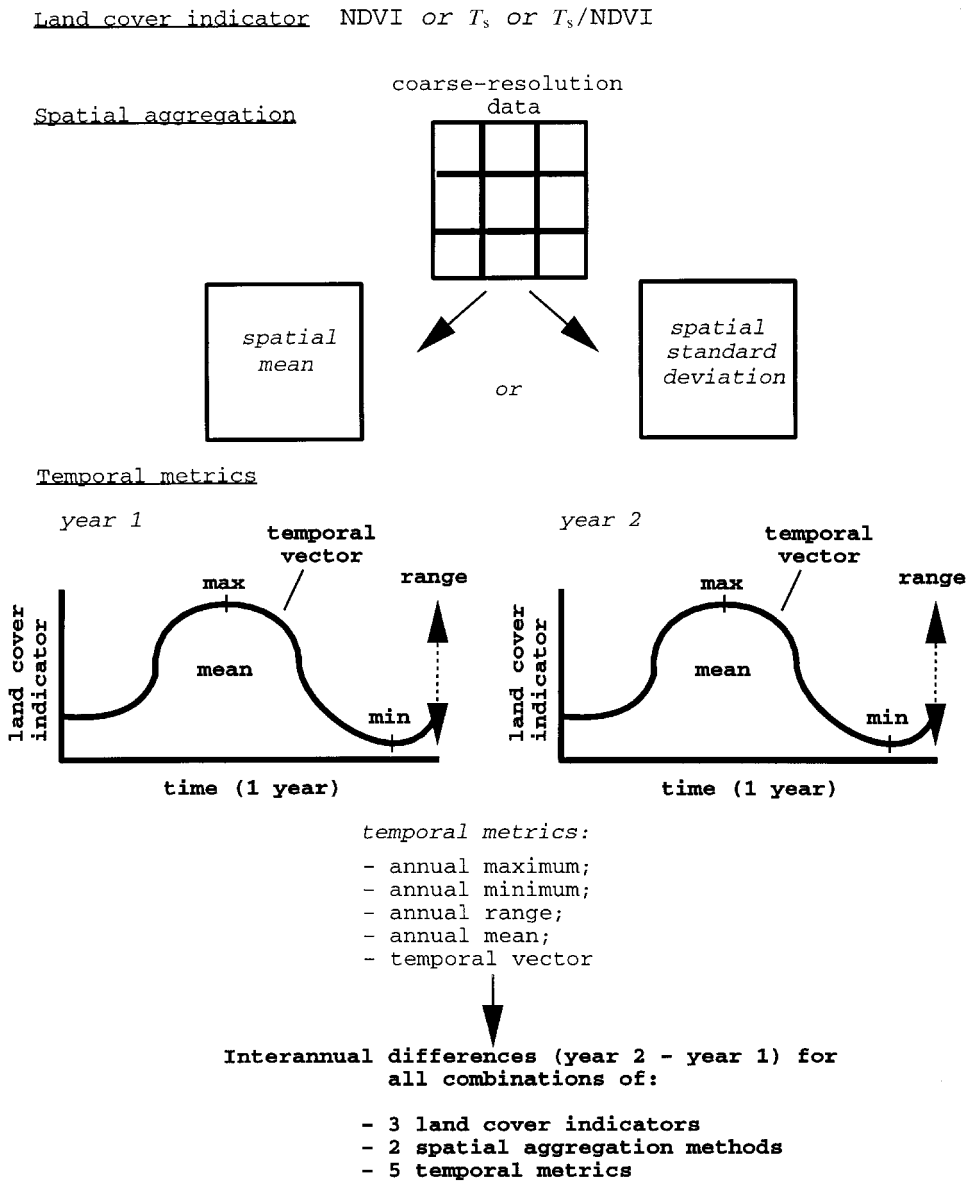 Land cover indicator NDVI or Ts or Ts/NDVI
coarse-resolution
data
Spatial aggregation
spatial
mean
or
spatial
standard
deviation
Temporal metrics
year 1
temporal
vector
max
range
mean
min
land cover
indicator
time (1 year)
year 2
temporal
vector
max
range
mean
min
land cover
indicator
time (1 year)
temporal metrics:
- annual maximum;
- annual minimum;
- annual range;
- annual mean;
- temporal vector
Interannual differences (year 2 - year 1) for
all combinations of:
- 3 land cover indicators
- 2 spatial aggregation methods
- 5 temporal metrics